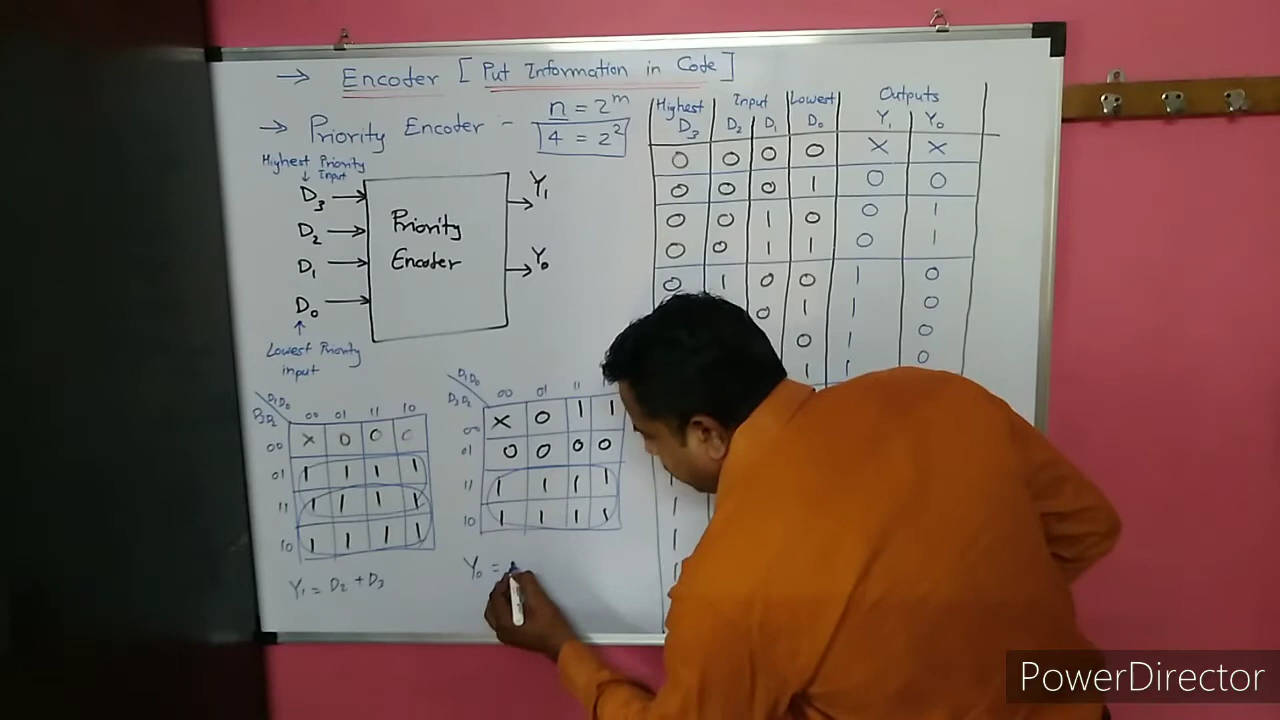 → Encoder [Put Information in Code]
→ Priority Encoder -
n = 2^m
4 = 2^2
Highest Priority
Input
D3
D2
D1
D0
Lowest Priority
input
Priority
Encoder
Y1
Y0
Highest Input Lowest Outputs
D3 D2 D1 D0 Y1 Y0
0 0 0 0 X X
0 0 0 1 0 0
0 0 1 0 0 1
0 0 1 1 0 1
0 1 0 0 1 0
0 1 1 0
0 1 0
1 1 0
1
1
1
D1D0
D3D2
00 01 11 10
00 X 0 0 0
01 1 1 1 1
11 1 1 1 1
10 1 1 1 1
Y1 = D2 + D3
D1D0
D3D2
00 01 11 1
00 X 0 1 1
01 0 0 0 0
11 1 1 1 1
10 1 1 1 1
Y0 =
PowerDirector